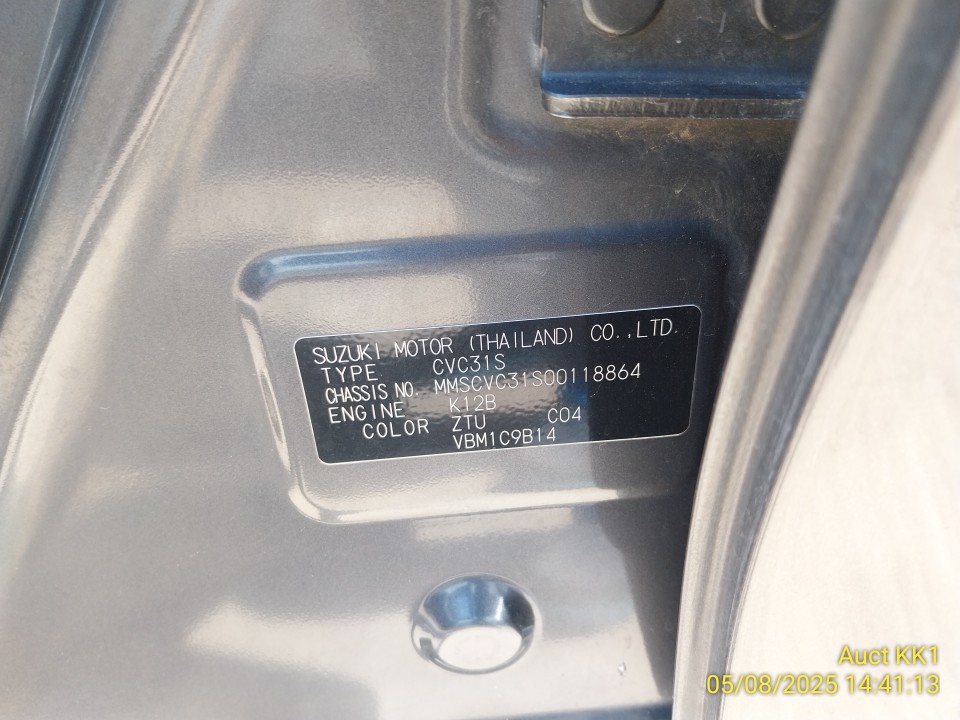 SUZUKI MOTOR (THAILAND) CO.,LTD.
TYPE CVC31S
CHASSIS NO. MMSCVC31S00118864
ENGINE K12B
COLOR ZTU C04
VBM1C9B14
Auct KK1
05/08/2025 14:41:13